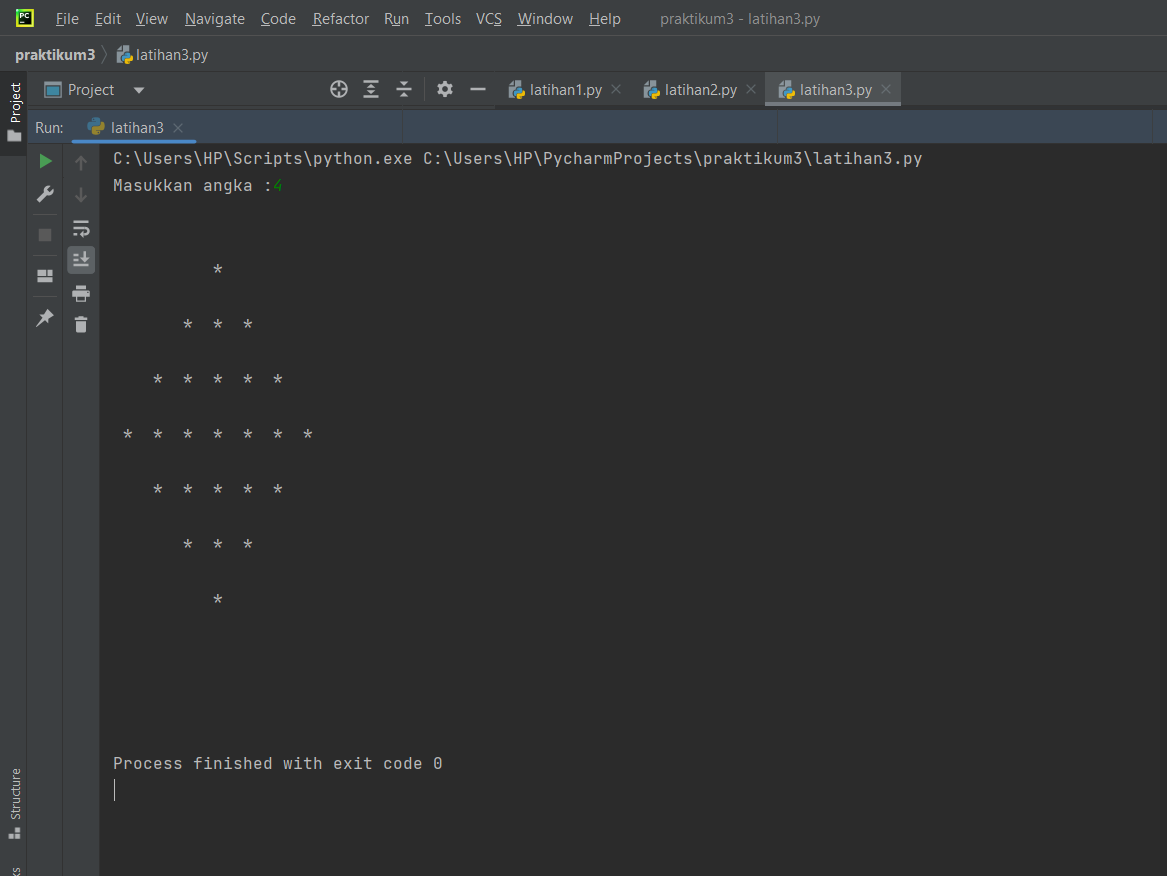 PC
File Edit View Navigate Code Refactor Run Tools VCS Window Help praktikum3 - latihan3.py
praktikum3 latihan3.py
Project
Project latihan1.py latihan2.py latihan3.py
Run: latihan3
C:\Users\HP\Scripts\python.exe C:\Users\HP\PycharmProjects\praktikum3\latihan3.py
Masukkan angka :4
*
* * *
* * * * *
* * * * * * *
* * * * *
* * *
*
Process finished with exit code 0
Structure